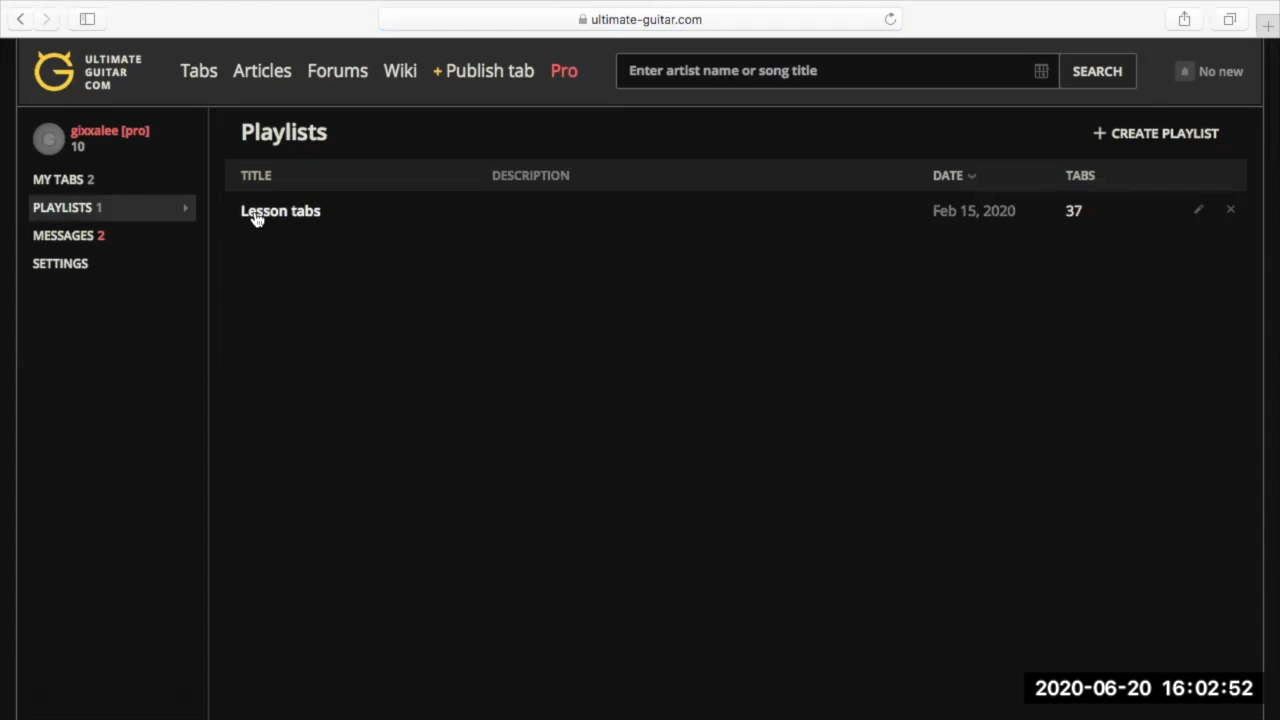 ultimate-guitar.com
ULTIMATE
GUITAR
COM
Tabs Articles Forums Wiki + Publish tab Pro
Enter artist name or song title
SEARCH
No new
gixxalee [pro]
10
MY TABS 2
PLAYLISTS 1
MESSAGES 2
SETTINGS
Playlists
+ CREATE PLAYLIST
TITLE DESCRIPTION DATE TABS
Lesson tabs Feb 15, 2020 37
2020-06-20 16:02:52